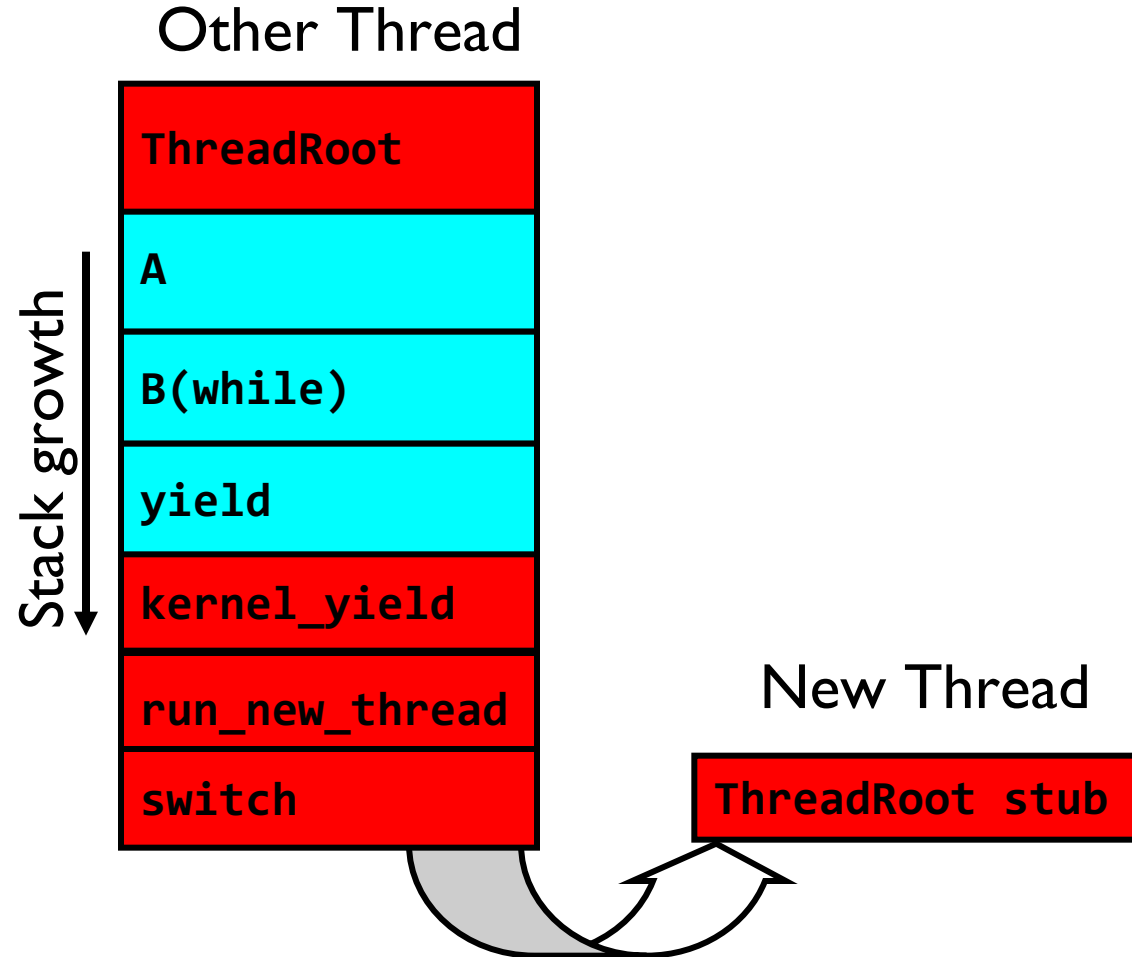 Other Thread
ThreadRoot
A
B(while)
yield
kernel_yield
run_new_thread
switch
Stack growth
New Thread
ThreadRoot stub